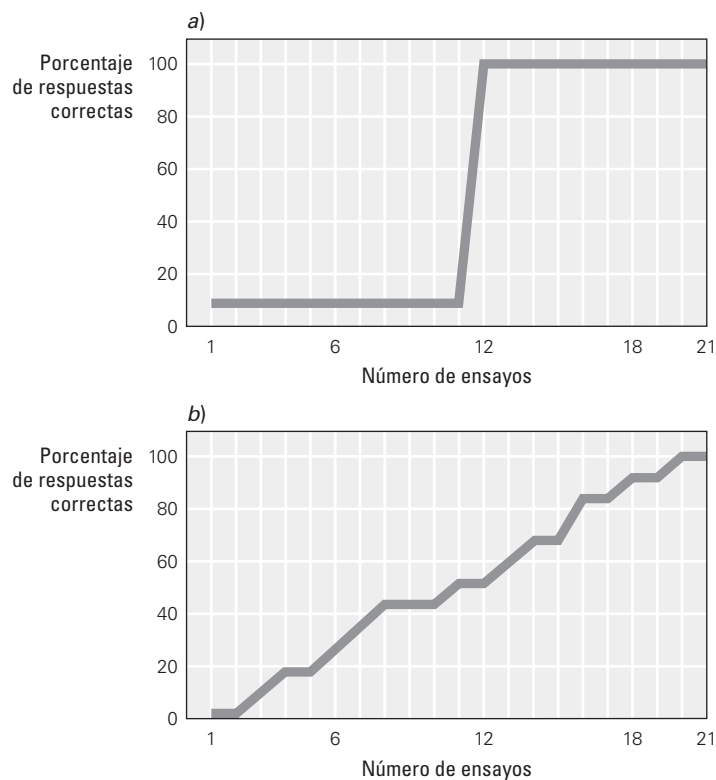 a)
Porcentaje
de respuestas
correctas
100
80
60
40
20
0
1 6 12 18 21
Número de ensayos
b)
Porcentaje
de respuestas
correctas
100
80
60
40
20
0
1 6 12 18 21
Número de ensayos